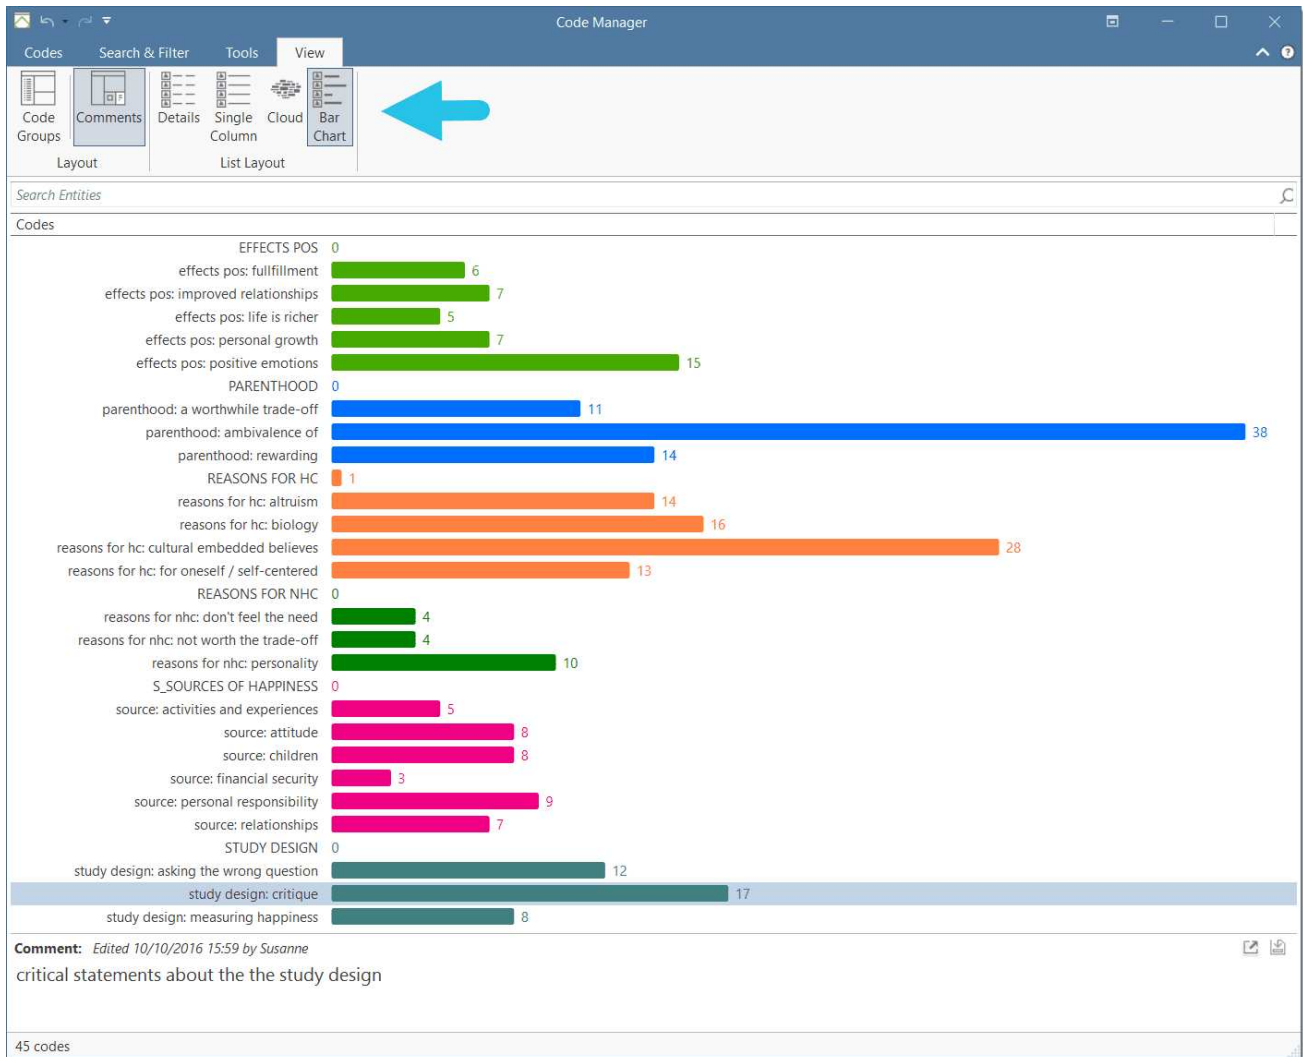 Code Manager
Codes Search & Filter Tools View
Code Groups Comments Details Single Column Cloud Bar Chart
Layout List Layout
Search Entities
Codes
EFFECTS POS 0
effects pos: fullfillment 6
effects pos: improved relationships 7
effects pos: life is richer 5
effects pos: personal growth 7
effects pos: positive emotions 15
PARENTHOOD 0
parenthood: a worthwhile trade-off 11
parenthood: ambivalence of 38
parenthood: rewarding 14
REASONS FOR HC 1
reasons for hc: altruism 14
reasons for hc: biology 16
reasons for hc: cultural embedded believes 28
reasons for hc: for oneself / self-centered 13
REASONS FOR NHC 0
reasons for nhc: don't feel the need 4
reasons for nhc: not worth the trade-off 4
reasons for nhc: personality 10
S_SOURCES OF HAPPINESS 0
source: activities and experiences 5
source: attitude 8
source: children 8
source: financial security 3
source: personal responsibility 9
source: relationships 7
STUDY DESIGN 0
study design: asking the wrong question 12
study design: critique 17
study design: measuring happiness 8
Comment: Edited 10/10/2016 15:59 by Susanne
critical statements about the the study design
45 codes